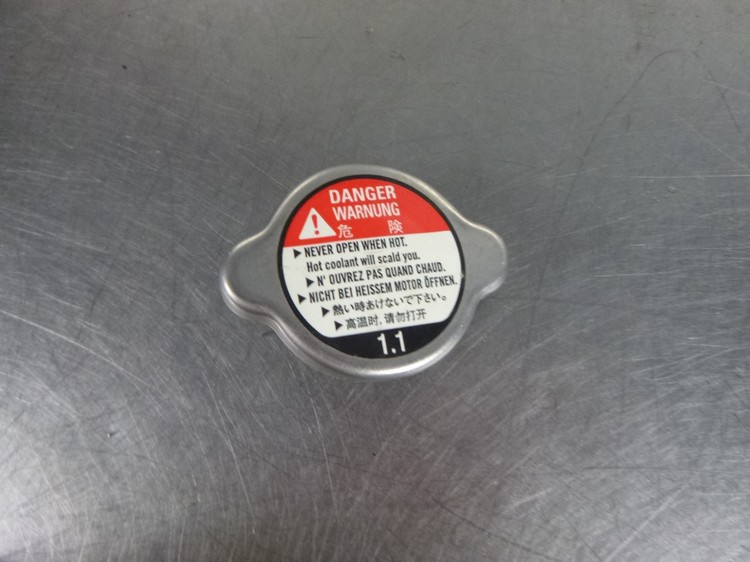 DANGER
WARNUNG
危 険
▶ NEVER OPEN WHEN HOT.
Hot coolant will scald you.
▶ N' OUVREZ PAS QUAND CHAUD.
▶ NICHT BEI HEISSEM MOTOR ÖFFNEN.
▶ 熱い時あけないで下さい。
▶ 高温时,请勿打开
1.1